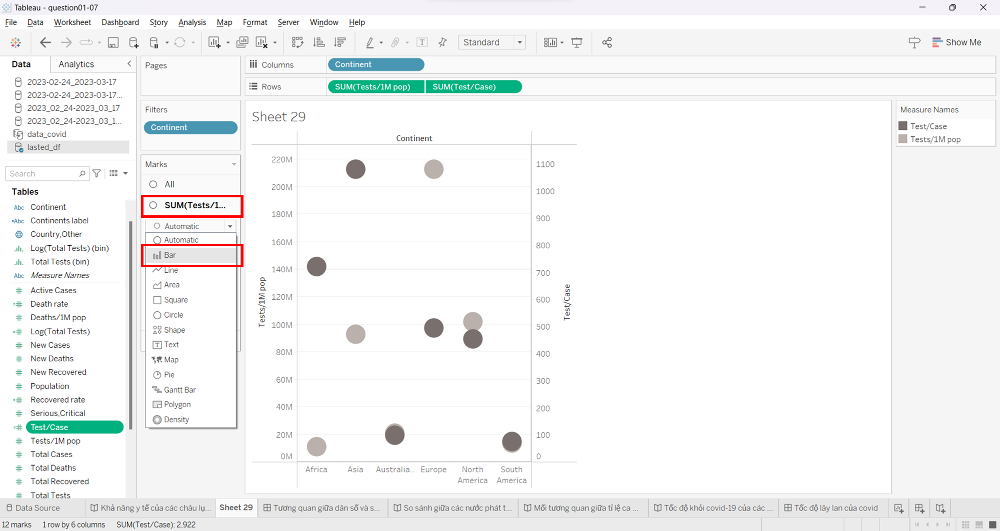 Tableau - question01-07
File Data Worksheet Dashboard Story Analysis Map Format Server Window Help
Standard
Show Me
Data Analytics
2023-02-24_2023-03-17
2023-02-24_2023-03-17...
2023_02_24-2023_03_17
2023_02_24-2023_03_1...
data_covid
lasted_df
Search
Tables
Abc Continent
=Abc Continents label
Country,Other
Log(Total Tests) (bin)
Total Tests (bin)
Abc Measure Names
Active Cases
Death rate
Deaths/1M pop
Log(Total Tests)
New Cases
New Deaths
New Recovered
Population
Recovered rate
Serious,Critical
Test/Case
Tests/1M pop
Total Cases
Total Deaths
Total Recovered
Total Tests
Pages
Filters
Continent
Marks
All
SUM(Tests/1...
Automatic
Automatic
Bar
Line
Area
Square
Circle
Shape
Text
Map
Pie
Gantt Bar
Polygon
Density
Columns Continent
Rows SUM(Tests/1M pop) SUM(Test/Case)
Sheet 29
Continent
Tests/1M pop
220M
200M
180M
160M
140M
120M
100M
80M
60M
40M
20M
0M
1100
1000
900
800
700
600
500
400
300
200
100
0
Test/Case
Africa Asia Australia.. Europe North America South America
Measure Names
Test/Case
Tests/1M pop
Data Source Khả năng y tế của các châu lụ... Sheet 29 Tương quan giữa dân số và s... So sánh giữa các nước phát t... Mối tương quan giữa tỉ lệ ca ... Tốc độ khỏi covid-19 của các ... Tốc độ lây lan của covid
12 marks 1 row by 6 columns SUM(Test/Case): 2.922